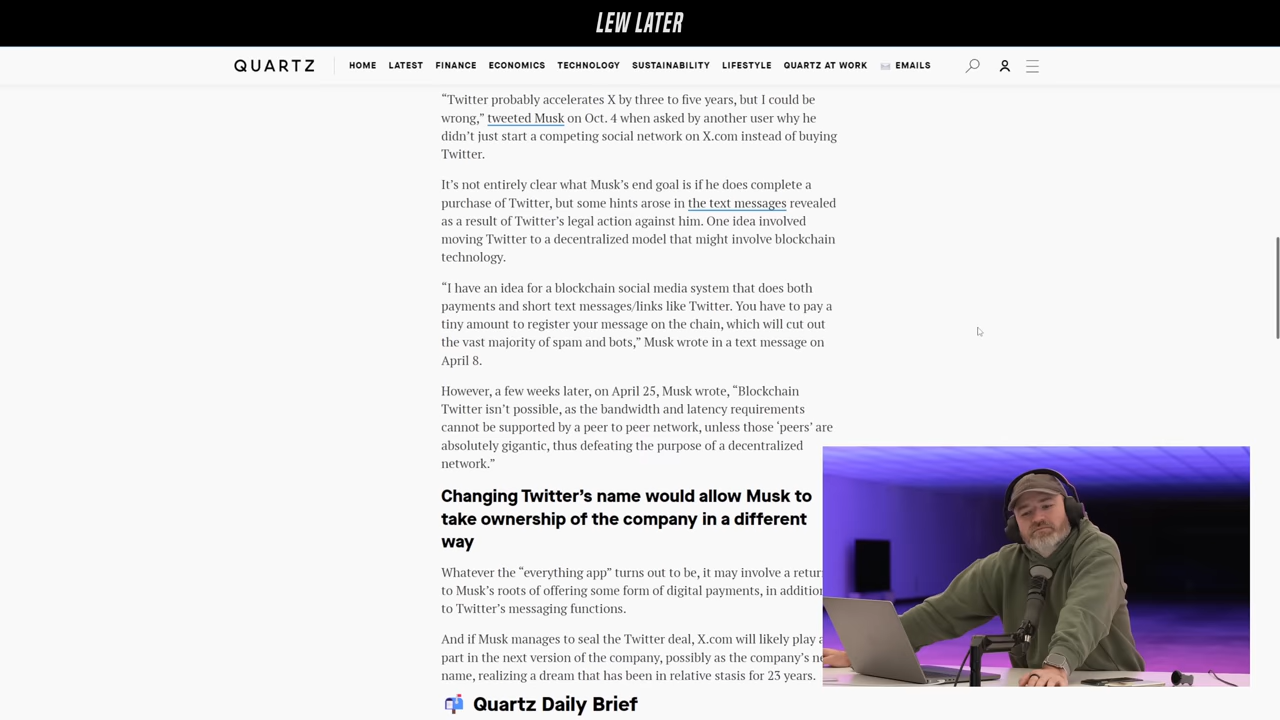 LEW LATER
QUARTZ
HOME LATEST FINANCE ECONOMICS TECHNOLOGY SUSTAINABILITY LIFESTYLE QUARTZ AT WORK EMAILS
“Twitter probably accelerates X by three to five years, but I could be
wrong,” tweeted Musk on Oct. 4 when asked by another user why he
didn’t just start a competing social network on X.com instead of buying
Twitter.
It’s not entirely clear what Musk’s end goal is if he does complete a
purchase of Twitter, but some hints arose in the text messages revealed
as a result of Twitter’s legal action against him. One idea involved
moving Twitter to a decentralized model that might involve blockchain
technology.
“I have an idea for a blockchain social media system that does both
payments and short text messages/links like Twitter. You have to pay a
tiny amount to register your message on the chain, which will cut out
the vast majority of spam and bots,” Musk wrote in a text message on
April 8.
However, a few weeks later, on April 25, Musk wrote, “Blockchain
Twitter isn’t possible, as the bandwidth and latency requirements
cannot be supported by a peer to peer network, unless those ‘peers’ are
absolutely gigantic, thus defeating the purpose of a decentralized
network.”
Changing Twitter’s name would allow Musk to
take ownership of the company in a different
way
Whatever the “everything app” turns out to be, it may involve a
to Musk’s roots of offering some form of digital payments, in
to Twitter’s messaging functions.
And if Musk manages to seal the Twitter deal, X.com will likely play
part in the next version of the company, possibly as the company’s
name, realizing a dream that has been in relative stasis for 23 years.
Quartz Daily Brief